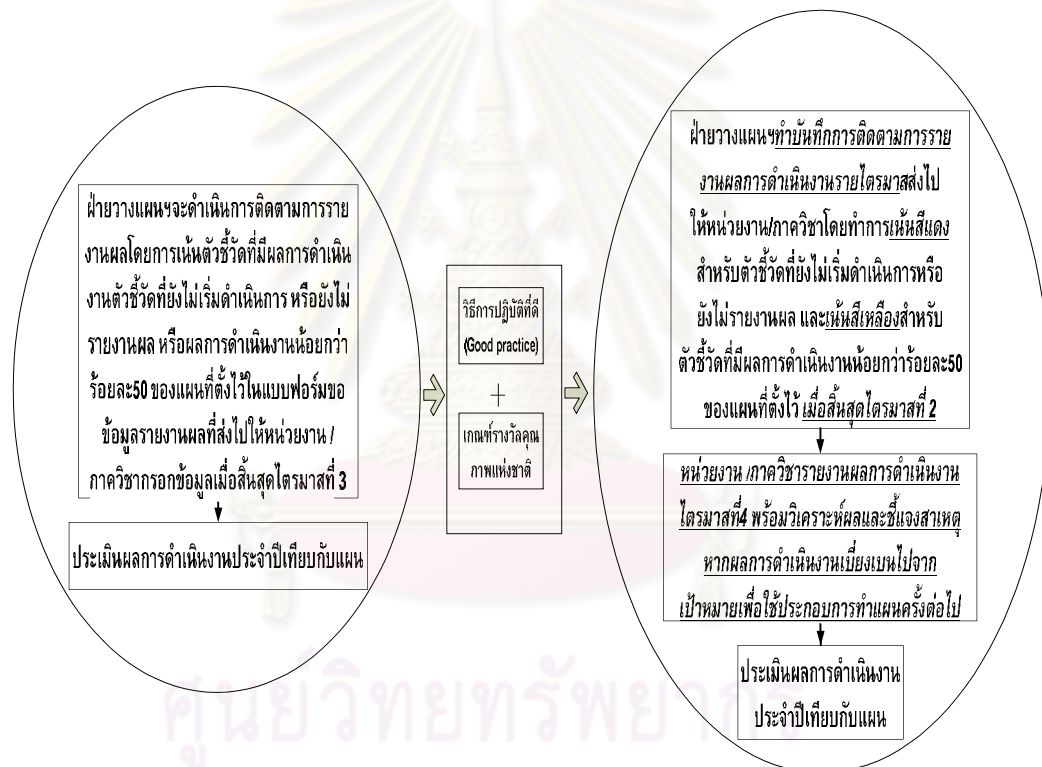 ฝ่ายวางแผนฯจะดำเนินการติดตามการราย
งานผลโดยการเน้นตัวชี้วัดที่มีผลการดำเนิน
งานตัวชี้วัดที่ยังไม่เริ่มดำเนินการ หรือยังไม่
รายงานผล หรือผลการดำเนินงานน้อยกว่า
ร้อยละ50 ของแผนที่ตั้งไว้ในแบบฟอร์มขอ
ข้อมูลรายงานผลที่ส่งไปให้หน่วยงาน /
ภาควิชากรอกข้อมูลเมื่อสิ้นสุดไตรมาสที่ 3
ประเมินผลการดำเนินงานประจำปีเทียบกับแผน
วิธีการปฎิบัติที่ดี
(Good practice)
+
เกณฑ์รางวัลคุณ
ภาพแห่งชาติ
ฝ่ายวางแผนฯทำบันทึกการติดตามการราย
งานผลการดำเนินงานรายไตรมาสส่งไป
ให้หน่วยงาน/ภาควิชาโดยทำการเน้นสีแดง
สำหรับตัวชี้วัดที่ยังไม่เริ่มดำเนินการหรือ
ยังไม่รายงานผล และเน้นสีเหลืองสำหรับ
ตัวชี้วัดที่มีผลการดำเนินงานน้อยกว่าร้อยละ50
ของแผนที่ตั้งไว้ เมื่อสิ้นสุดไตรมาสที่ 2
หน่วยงาน /ภาควิชารายงานผลการดำเนินงาน
ไตรมาสที่4 พร้อมวิเคราะห์ผลและชี้แจงสาเหตุ
หากผลการดำเนินงานเบี่ยงเบนไปจาก
เป้าหมายเพื่อใช้ประกอบการทำแผนครั้งต่อไป
ประเมินผลการดำเนินงาน
ประจำปีเทียบกับแผน
ศูนย์วิทยทรัพยากร